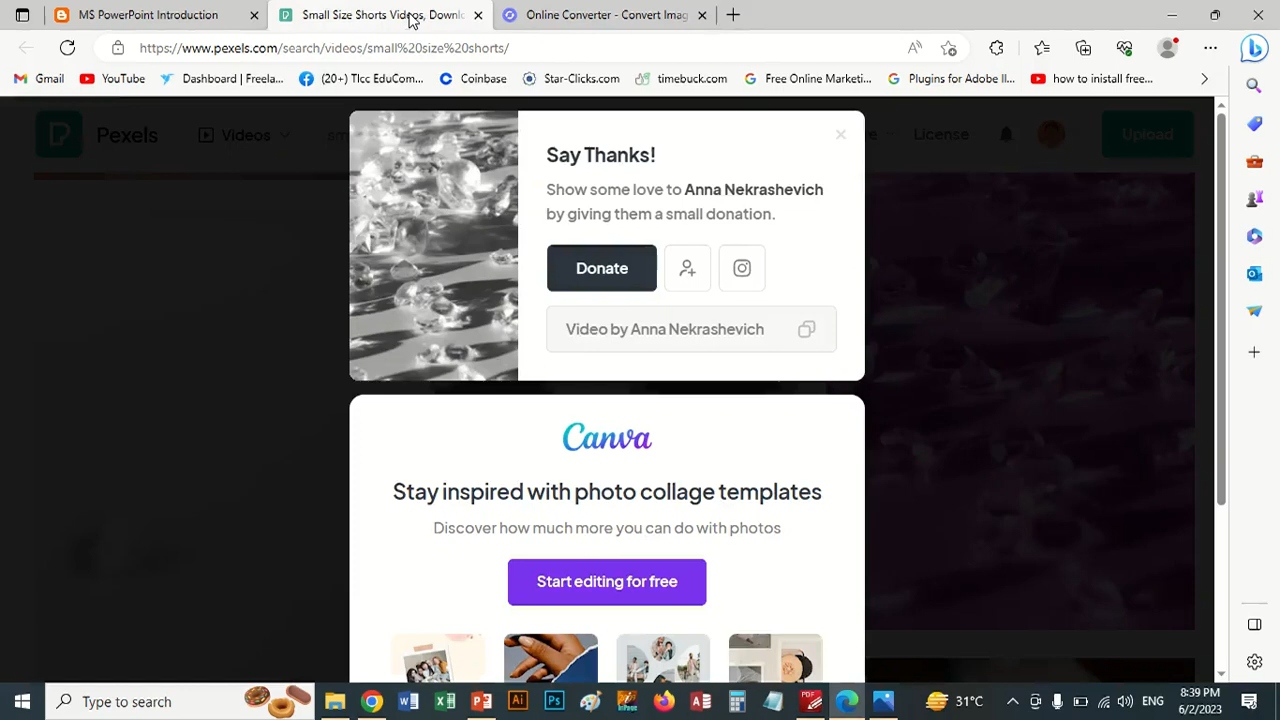 MS PowerPoint Introduction
Small Size Shorts Videos, Downl
Online Converter - Convert Imag
https://www.pexels.com/search/videos/small%20size%20shorts/
Gmail
YouTube
Dashboard | Freela...
(20+) Tlcc EduCom...
Coinbase
Star-Clicks.com
timebuck.com
Free Online Marketi...
Plugins for Adobe Il...
how to inistall free...
Pexels
Videos
License
Upload
Say Thanks!
Show some love to Anna Nekrashevich
by giving them a small donation.
Donate
Video by Anna Nekrashevich
Canva
Stay inspired with photo collage templates
Discover how much more you can do with photos
Start editing for free
Type here to search
31°C
ENG
8:39 PM
6/2/2023